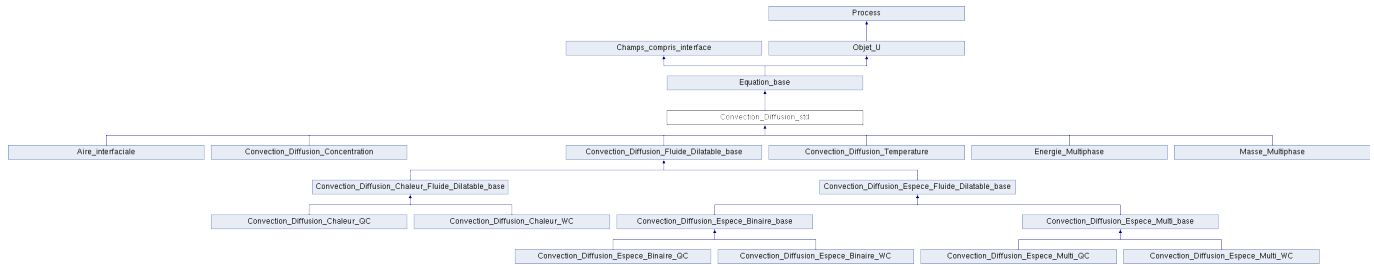 Process
Champs_compris_interface
Objet_U
Equation_base
Convection_Diffusion_std
Aire_interfaciale
Convection_Diffusion_Concentration
Convection_Diffusion_Fluide_Dilatable_base
Convection_Diffusion_Temperature
Energie_Multiphase
Masse_Multiphase
Convection_Diffusion_Chaleur_Fluide_Dilatable_base
Convection_Diffusion_Espece_Fluide_Dilatable_base
Convection_Diffusion_Chaleur_QC
Convection_Diffusion_Chaleur_WC
Convection_Diffusion_Espece_Binaire_base
Convection_Diffusion_Espece_Multi_base
Convection_Diffusion_Espece_Binaire_QC
Convection_Diffusion_Espece_Binaire_WC
Convection_Diffusion_Espece_Multi_QC
Convection_Diffusion_Espece_Multi_WC